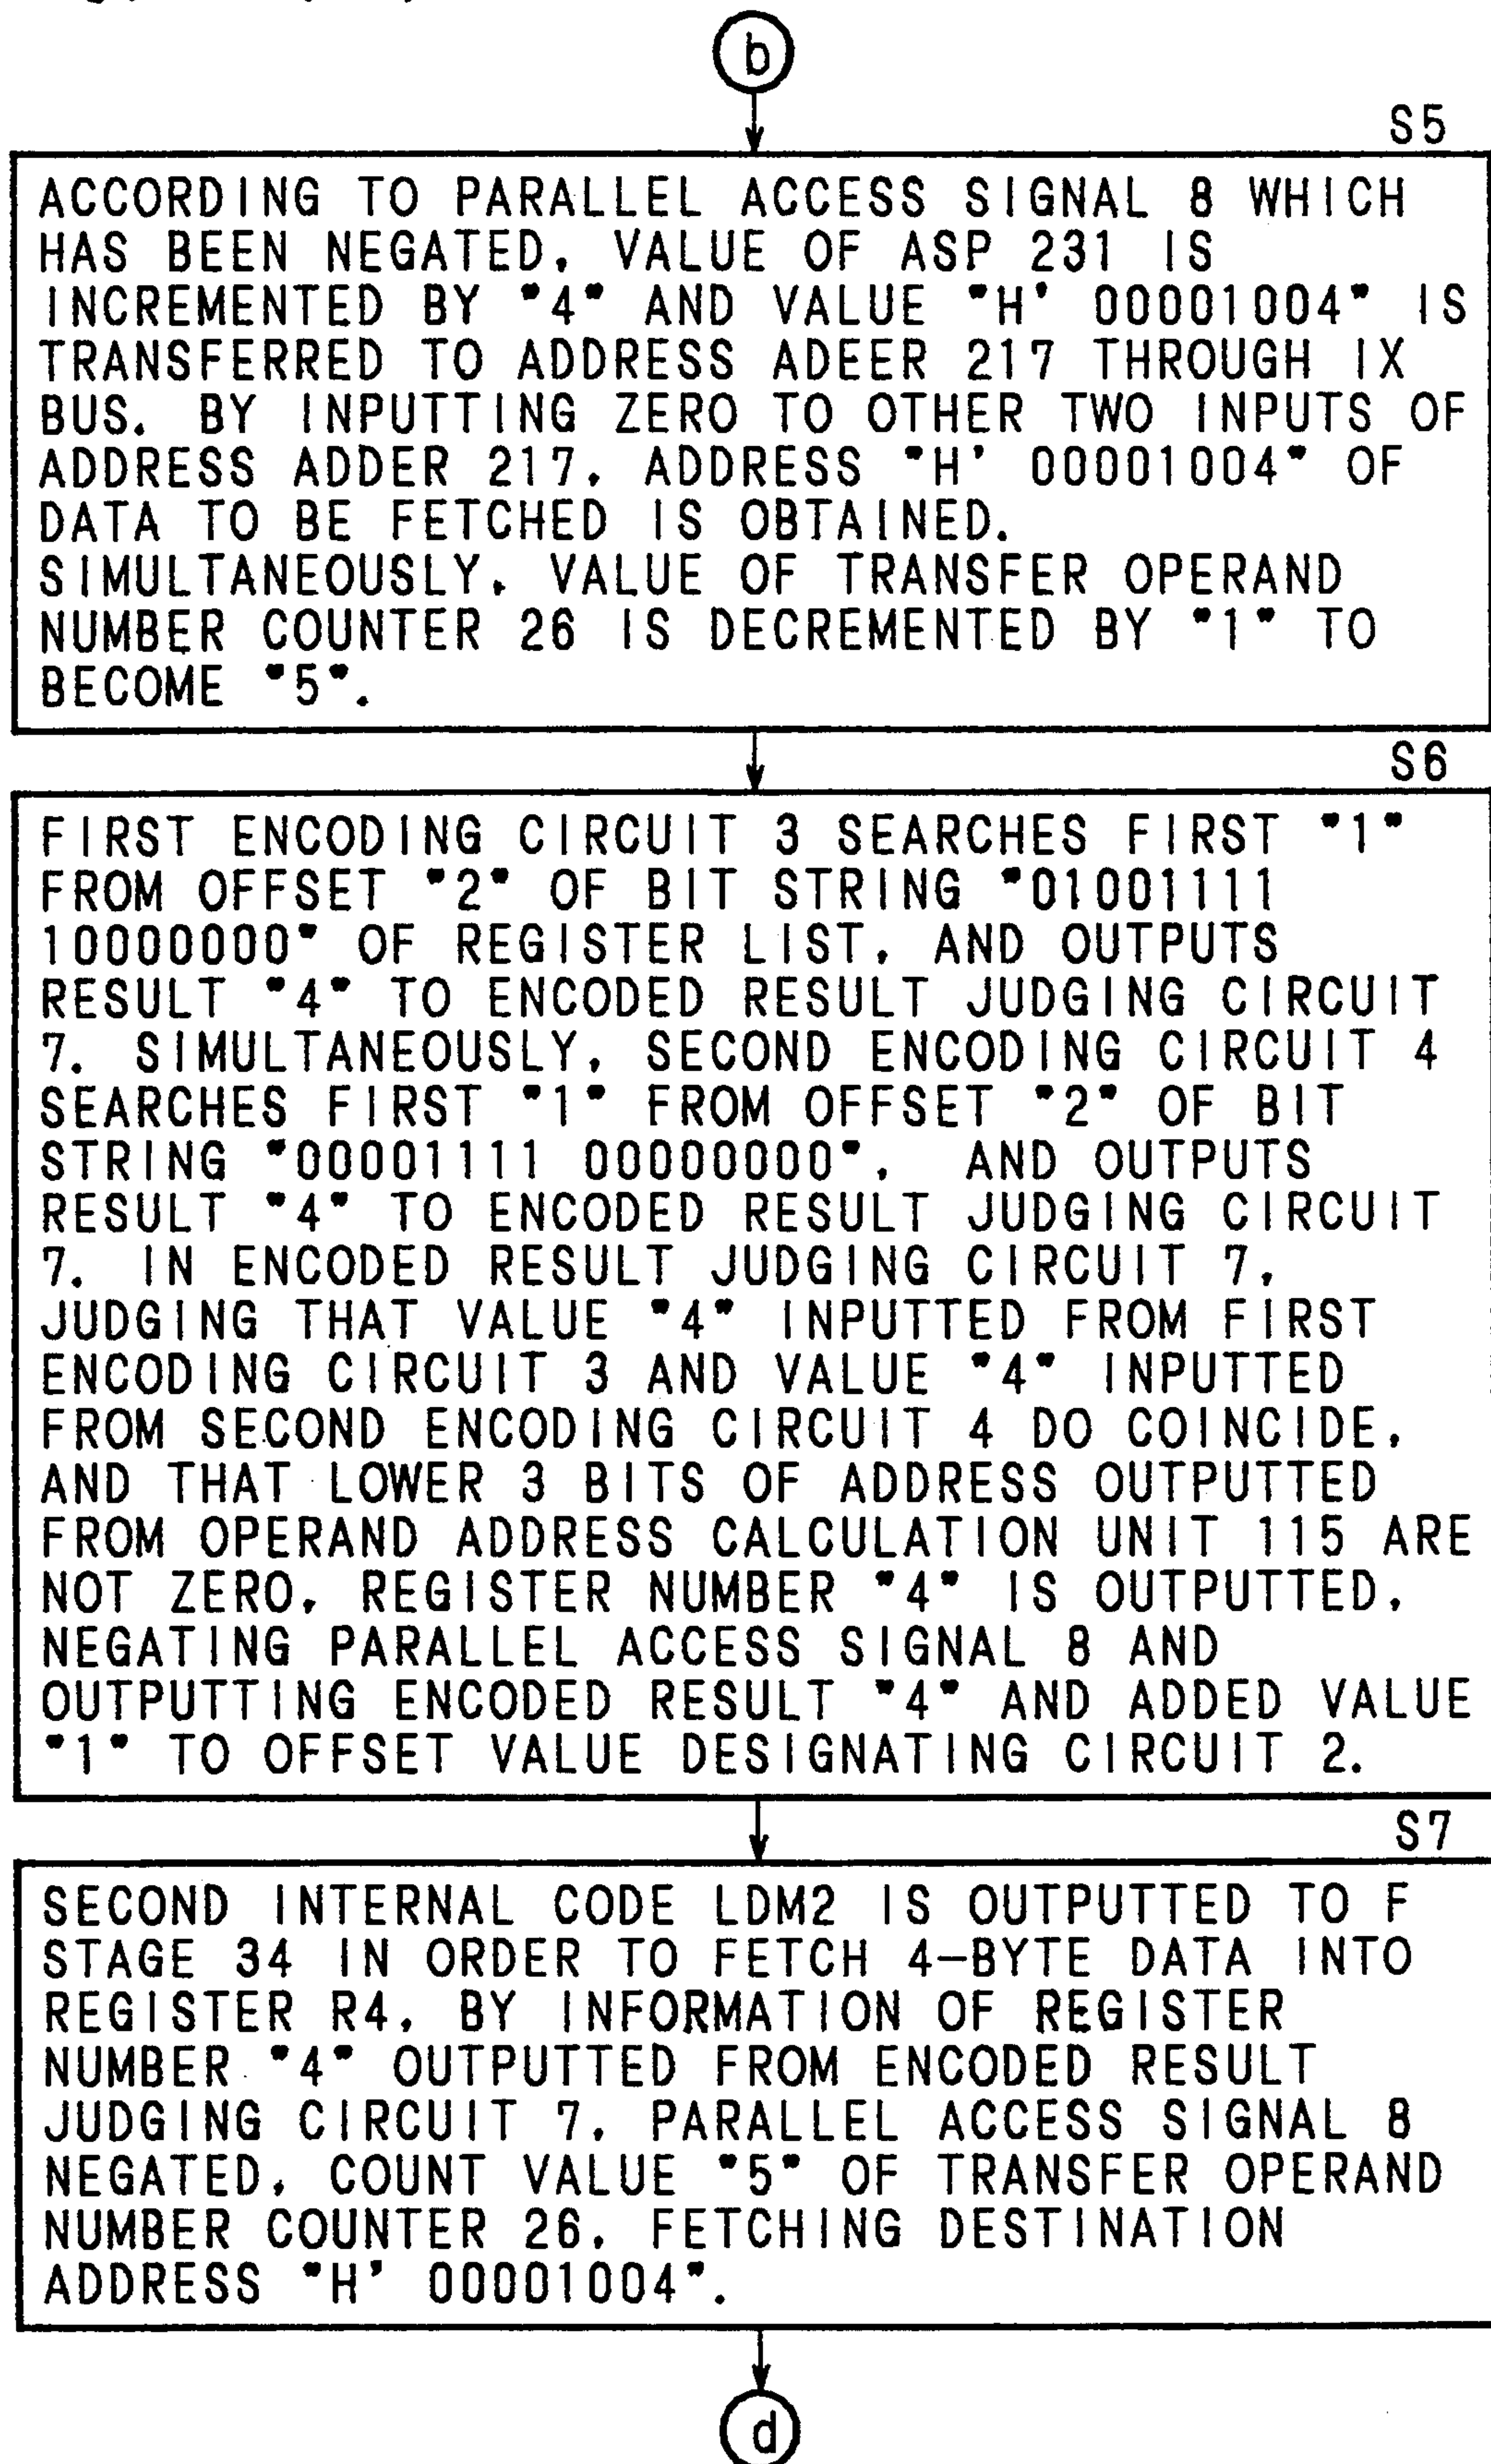 b
S5
ACCORDING TO PARALLEL ACCESS SIGNAL 8 WHICH
HAS BEEN NEGATED, VALUE OF ASP 231 IS
INCREMENTED BY "4" AND VALUE "H' 00001004" IS
TRANSFERRED TO ADDRESS ADEER 217 THROUGH IX
BUS. BY INPUTTING ZERO TO OTHER TWO INPUTS OF
ADDRESS ADDER 217, ADDRESS "H' 00001004" OF
DATA TO BE FETCHED IS OBTAINED.
SIMULTANEOUSLY, VALUE OF TRANSFER OPERAND
NUMBER COUNTER 26 IS DECREMENTED BY "1" TO
BECOME "5".
S6
FIRST ENCODING CIRCUIT 3 SEARCHES FIRST "1"
FROM OFFSET "2" OF BIT STRING "01001111
10000000" OF REGISTER LIST, AND OUTPUTS
RESULT "4" TO ENCODED RESULT JUDGING CIRCUIT
7. SIMULTANEOUSLY, SECOND ENCODING CIRCUIT 4
SEARCHES FIRST "1" FROM OFFSET "2" OF BIT
STRING "00001111 00000000", AND OUTPUTS
RESULT "4" TO ENCODED RESULT JUDGING CIRCUIT
7. IN ENCODED RESULT JUDGING CIRCUIT 7,
JUDGING THAT VALUE "4" INPUTTED FROM FIRST
ENCODING CIRCUIT 3 AND VALUE "4" INPUTTED
FROM SECOND ENCODING CIRCUIT 4 DO COINCIDE,
AND THAT LOWER 3 BITS OF ADDRESS OUTPUTTED
FROM OPERAND ADDRESS CALCULATION UNIT 115 ARE
NOT ZERO, REGISTER NUMBER "4" IS OUTPUTTED,
NEGATING PARALLEL ACCESS SIGNAL 8 AND
OUTPUTTING ENCODED RESULT "4" AND ADDED VALUE
"1" TO OFFSET VALUE DESIGNATING CIRCUIT 2.
S7
SECOND INTERNAL CODE LDM2 IS OUTPUTTED TO F
STAGE 34 IN ORDER TO FETCH 4-BYTE DATA INTO
REGISTER R4, BY INFORMATION OF REGISTER
NUMBER "4" OUTPUTTED FROM ENCODED RESULT
JUDGING CIRCUIT 7, PARALLEL ACCESS SIGNAL 8
NEGATED, COUNT VALUE "5" OF TRANSFER OPERAND
NUMBER COUNTER 26, FETCHING DESTINATION
ADDRESS "H' 00001004".
d